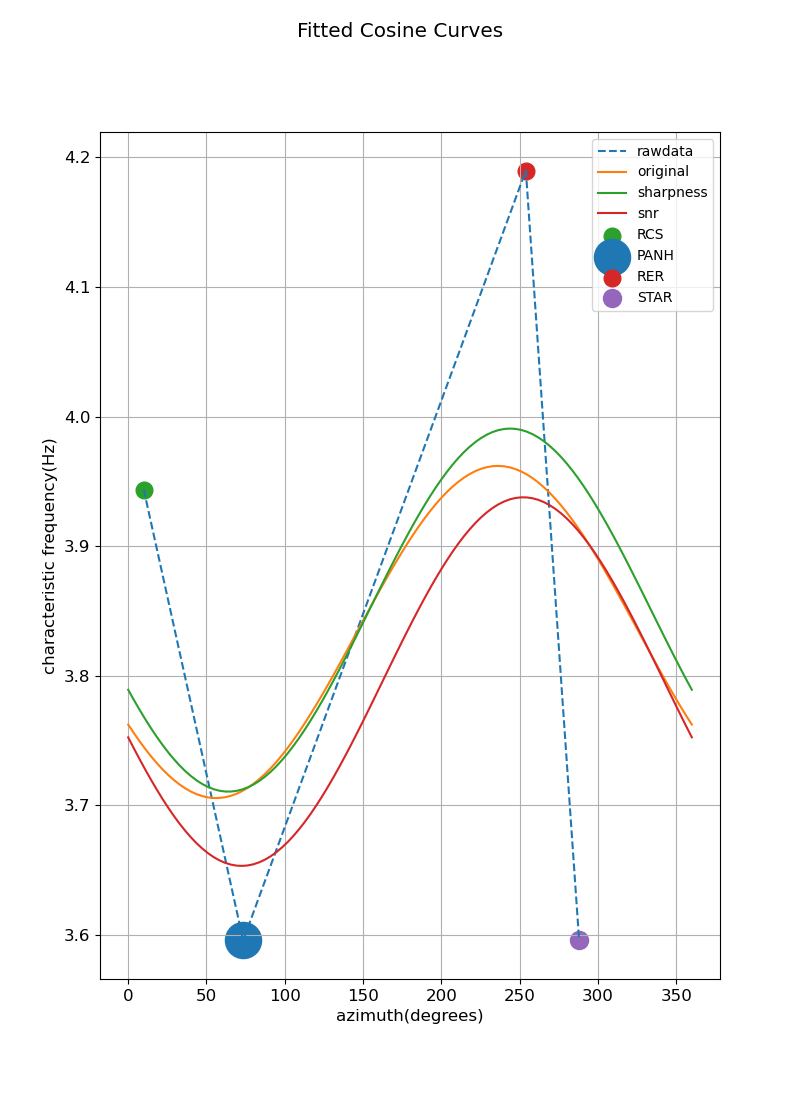 Fitted Cosine Curves
rawdata
original
sharpness
snr
RCS
PANH
RER
STAR
4.2
4.1
4.0
3.9
3.8
3.7
3.6
characteristic frequency(Hz)
0 50 100 150 200 250 300 350
azimuth(degrees)